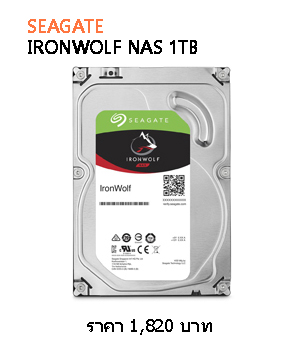 SEAGATE
IRONWOLF NAS 1TB
SEAGATE
IRONWOLF
IronWolf
ราคา 1,820 บาท